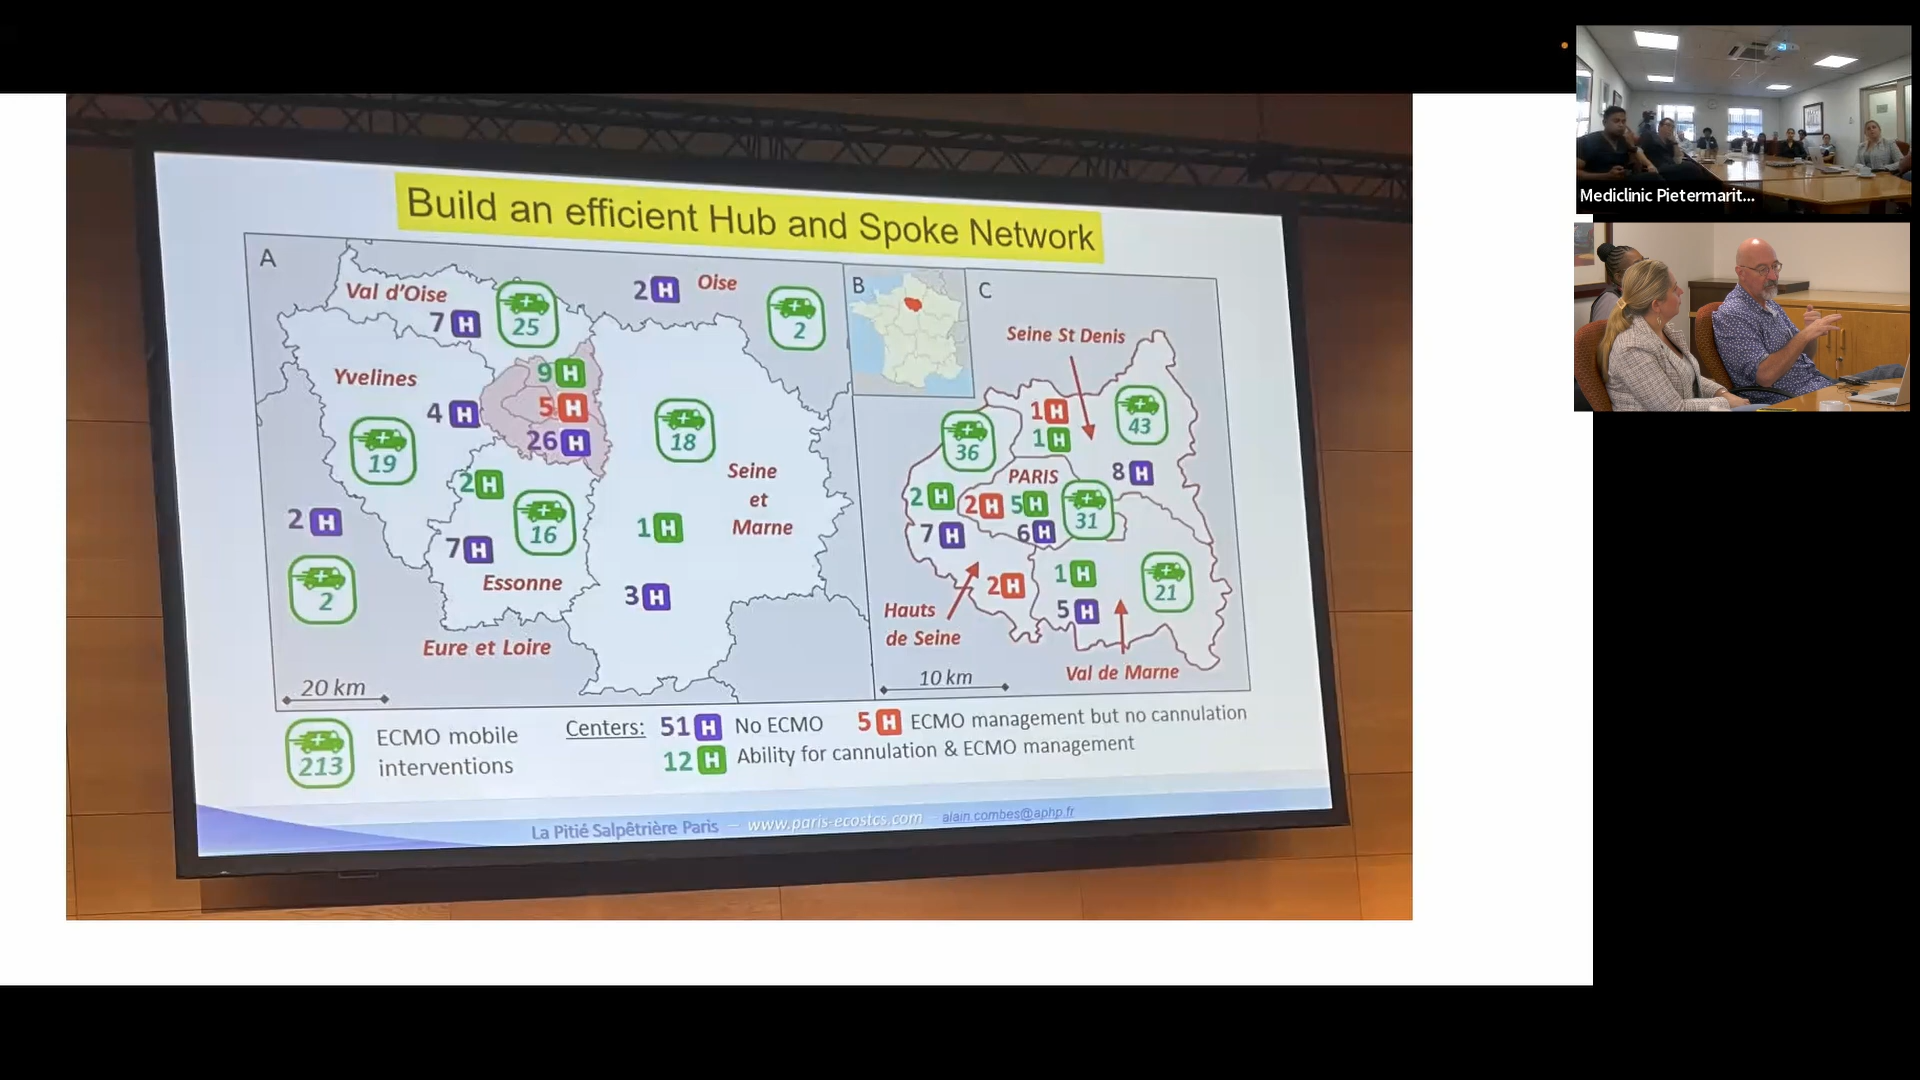 Build an efficient Hub and Spoke Network
A
Val d'Oise
7 H
25
2 H
Oise
2
Yvelines
9 H
5 H
26 H
4 H
19
18
2 H
16
2 H
7 H
2
Essonne
Eure et Loire
1 H
3 H
Seine
et
Marne
20 km
B
C
Seine St Denis
1 H
1 H
43
36
PARIS
8 H
2 H
2 H
5 H
31
7 H
6 H
1 H
21
2 H
5 H
Hauts
de Seine
Val de Marne
10 km
213
ECMO mobile
interventions
Centers: 51 H No ECMO 5 H ECMO management but no cannulation
12 H Ability for cannulation & ECMO management
La Pitié Salpêtrière Paris – www.paris-ecostcs.com – alain.combes@aphp.fr
Mediclinic Pietermarit...